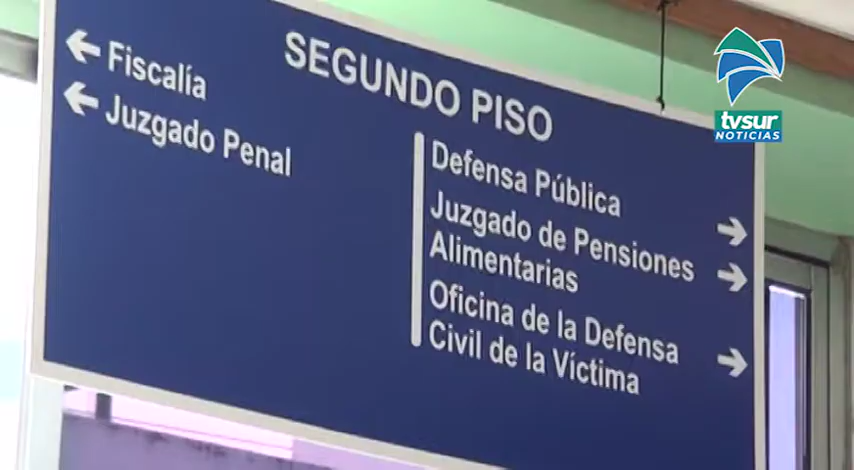 SEGUNDO PISO
Fiscalía
Juzgado Penal
Defensa Pública
Juzgado de Pensiones
Alimentarias
Oficina de la Defensa
Civil de la Víctima
tvsur
NOTICIAS